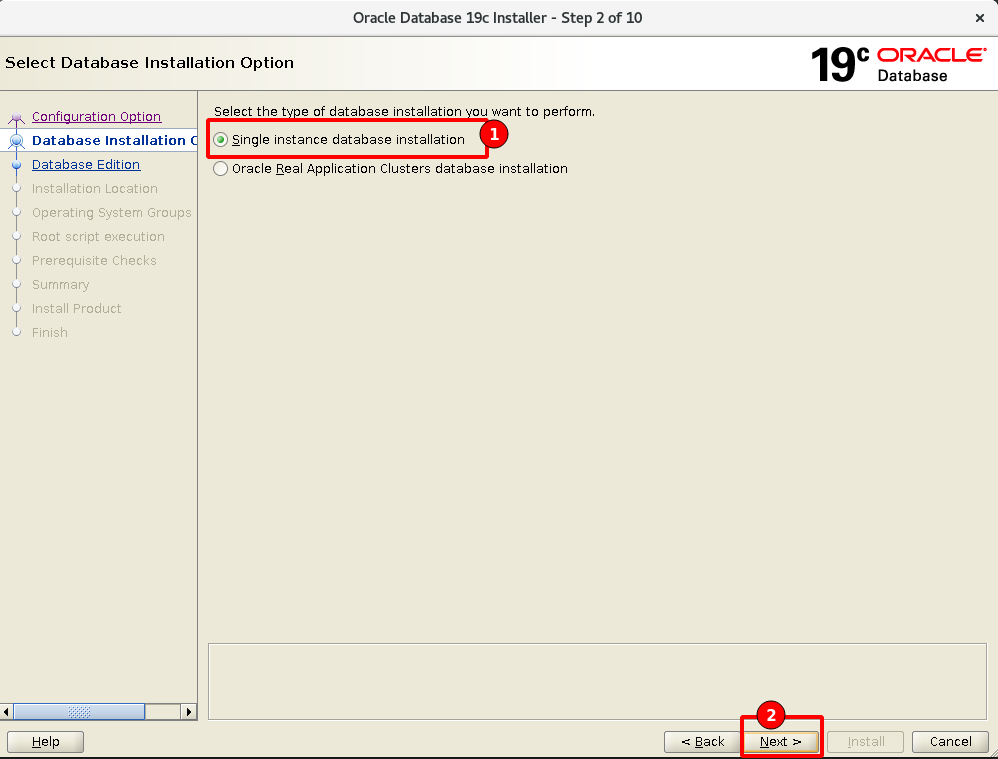 Oracle Database 19c Installer - Step 2 of 10
×
Select Database Installation Option
19c ORACLE®
Database
Configuration Option
Database Installation O
Database Edition
Installation Location
Operating System Groups
Root script execution
Prerequisite Checks
Summary
Install Product
Finish
Select the type of database installation you want to perform.
Single instance database installation
1
Oracle Real Application Clusters database installation
2
Help
< Back
Next >
Install
Cancel